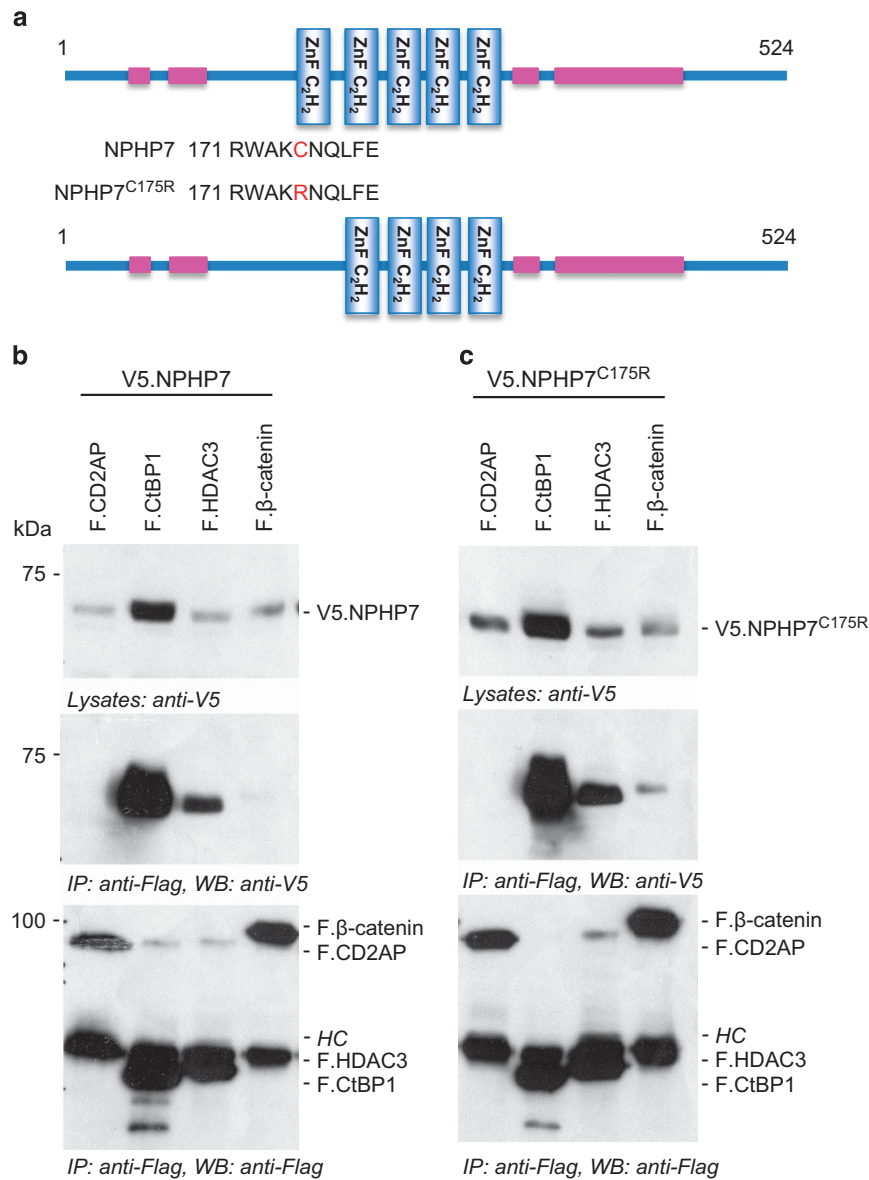 a
1
524
ZnF C₂H₂
ZnF C₂H₂
ZnF C₂H₂
ZnF C₂H₂
ZnF C₂H₂
NPHP7 171 RWAKCNQLFE
NPHP7C175R 171 RWAKRNQLFE
1
524
ZnF C₂H₂
ZnF C₂H₂
ZnF C₂H₂
ZnF C₂H₂
b
V5.NPHP7
F.CD2AP
F.CtBP1
F.HDAC3
F.β-catenin
kDa
75 -
- V5.NPHP7
Lysates: anti-V5
75 -
IP: anti-Flag, WB: anti-V5
100 -
- F.β-catenin
- F.CD2AP
- HC
- F.HDAC3
- F.CtBP1
IP: anti-Flag, WB: anti-Flag
c
V5.NPHP7C175R
F.CD2AP
F.CtBP1
F.HDAC3
F.β-catenin
- V5.NPHP7C175R
Lysates: anti-V5
IP: anti-Flag, WB: anti-V5
- F.β-catenin
- F.CD2AP
- HC
- F.HDAC3
- F.CtBP1
IP: anti-Flag, WB: anti-Flag